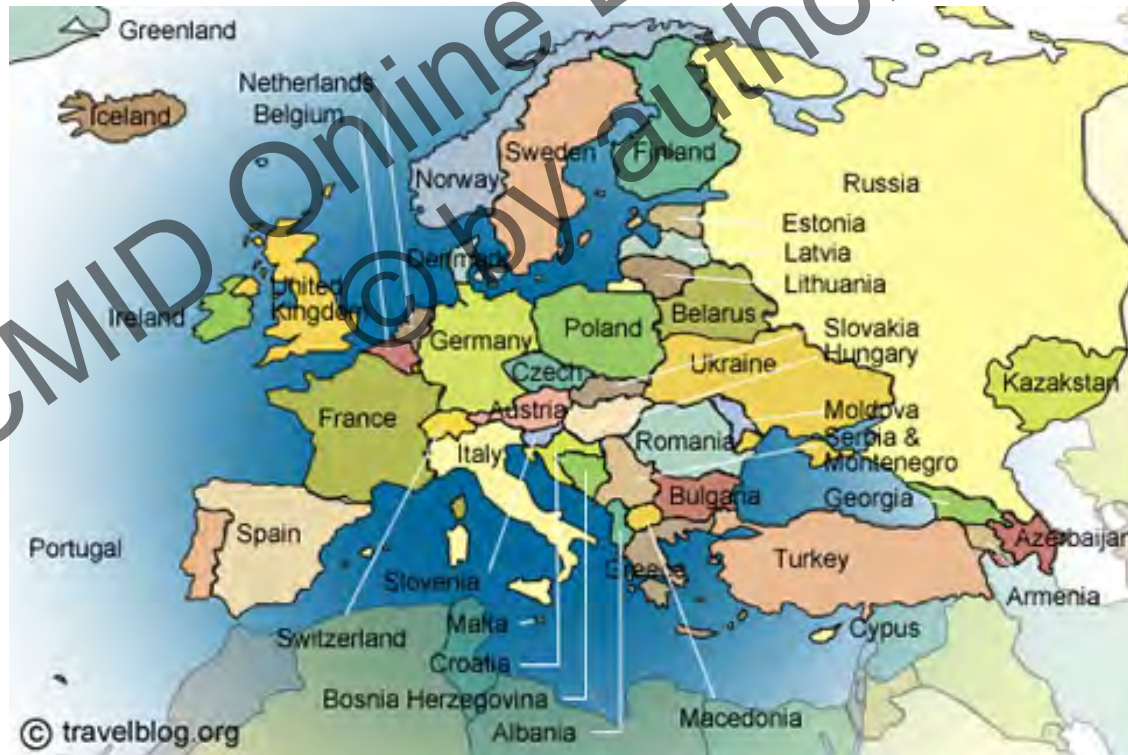 Greenland
Netherlands
Belgium
Iceland
Sweden
Finland
Norway
Russia
Estonia
Latvia
Denmark
Lithuania
United
Kingdom
Ireland
Belarus
Slovakia
Poland
Germany
Hungary
Ukraine
Czech
Kazakstan
Austria
Moldova
France
Serbia &
Montenegro
Romania
Italy
Bulgaria
Georgia
Spain
Azerbaijan
Portugal
Turkey
Greece
Slovenia
Armenia
Malta
Cypus
Switzerland
Croatia
Bosnia Herzegovina
Macedonia
Albania
© travelblog.org
CMID Online
© by autho